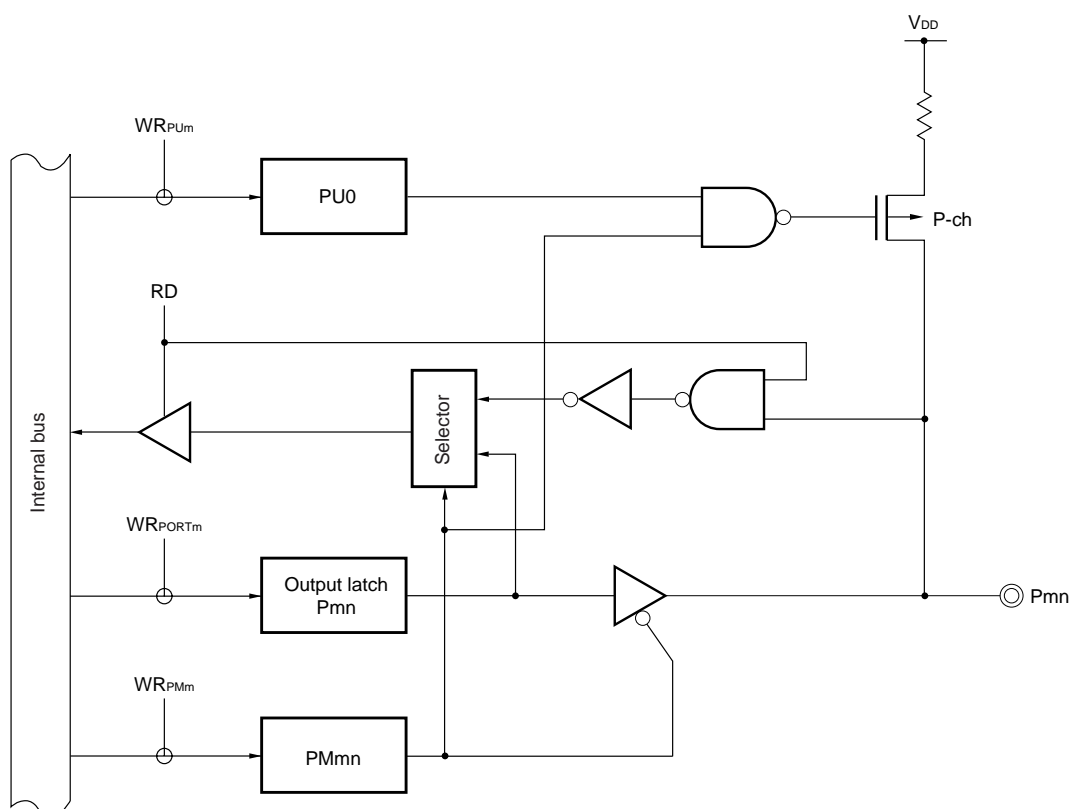 VDD
WRPUm
PU0
P-ch
RD
Selector
Internal bus
WRPORTm
Output latch
Pmn
Pmn
WRPMm
PMmn